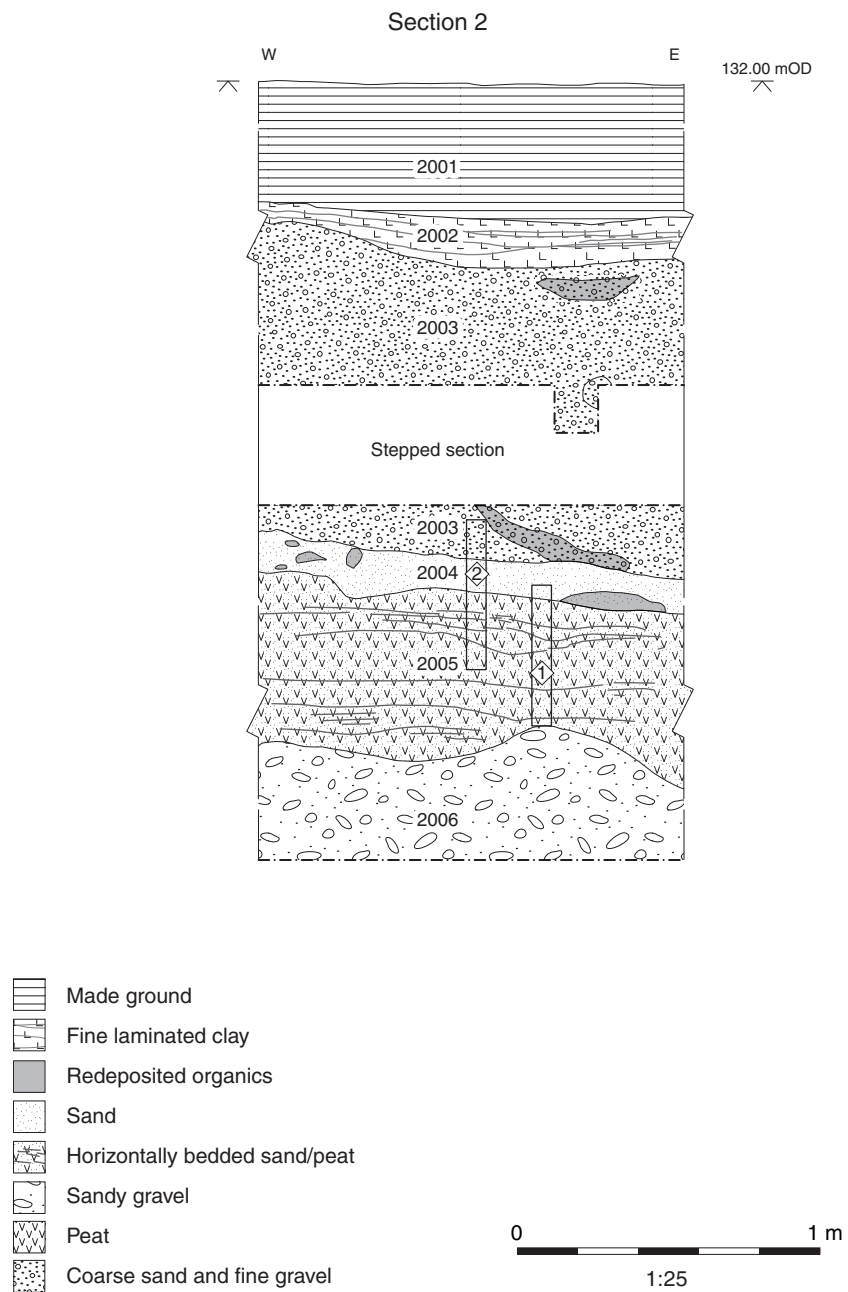 Section 2
W
E
132.00 mOD
2001
2002
2003
Stepped section
2003
2004
2
2005
1
2006
Made ground
Fine laminated clay
Redeposited organics
Sand
Horizontally bedded sand/peat
Sandy gravel
Peat
Coarse sand and fine gravel
0
1 m
1:25